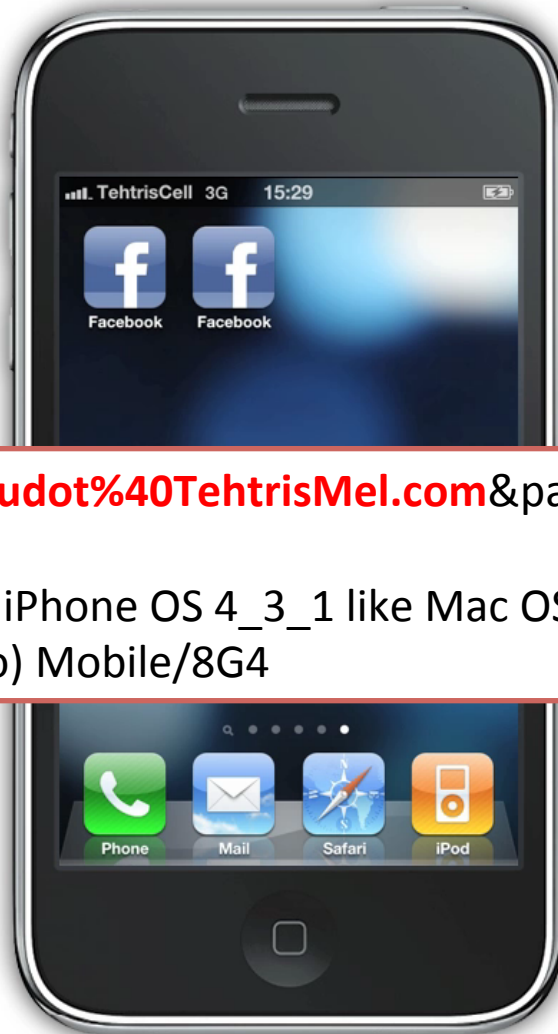 TehtrisCell 3G 15:29
Facebook Facebook
udot%40TehtrisMel.com&pa
iPhone OS 4_3_1 like Mac OS
) Mobile/8G4
Phone Mail Safari iPod